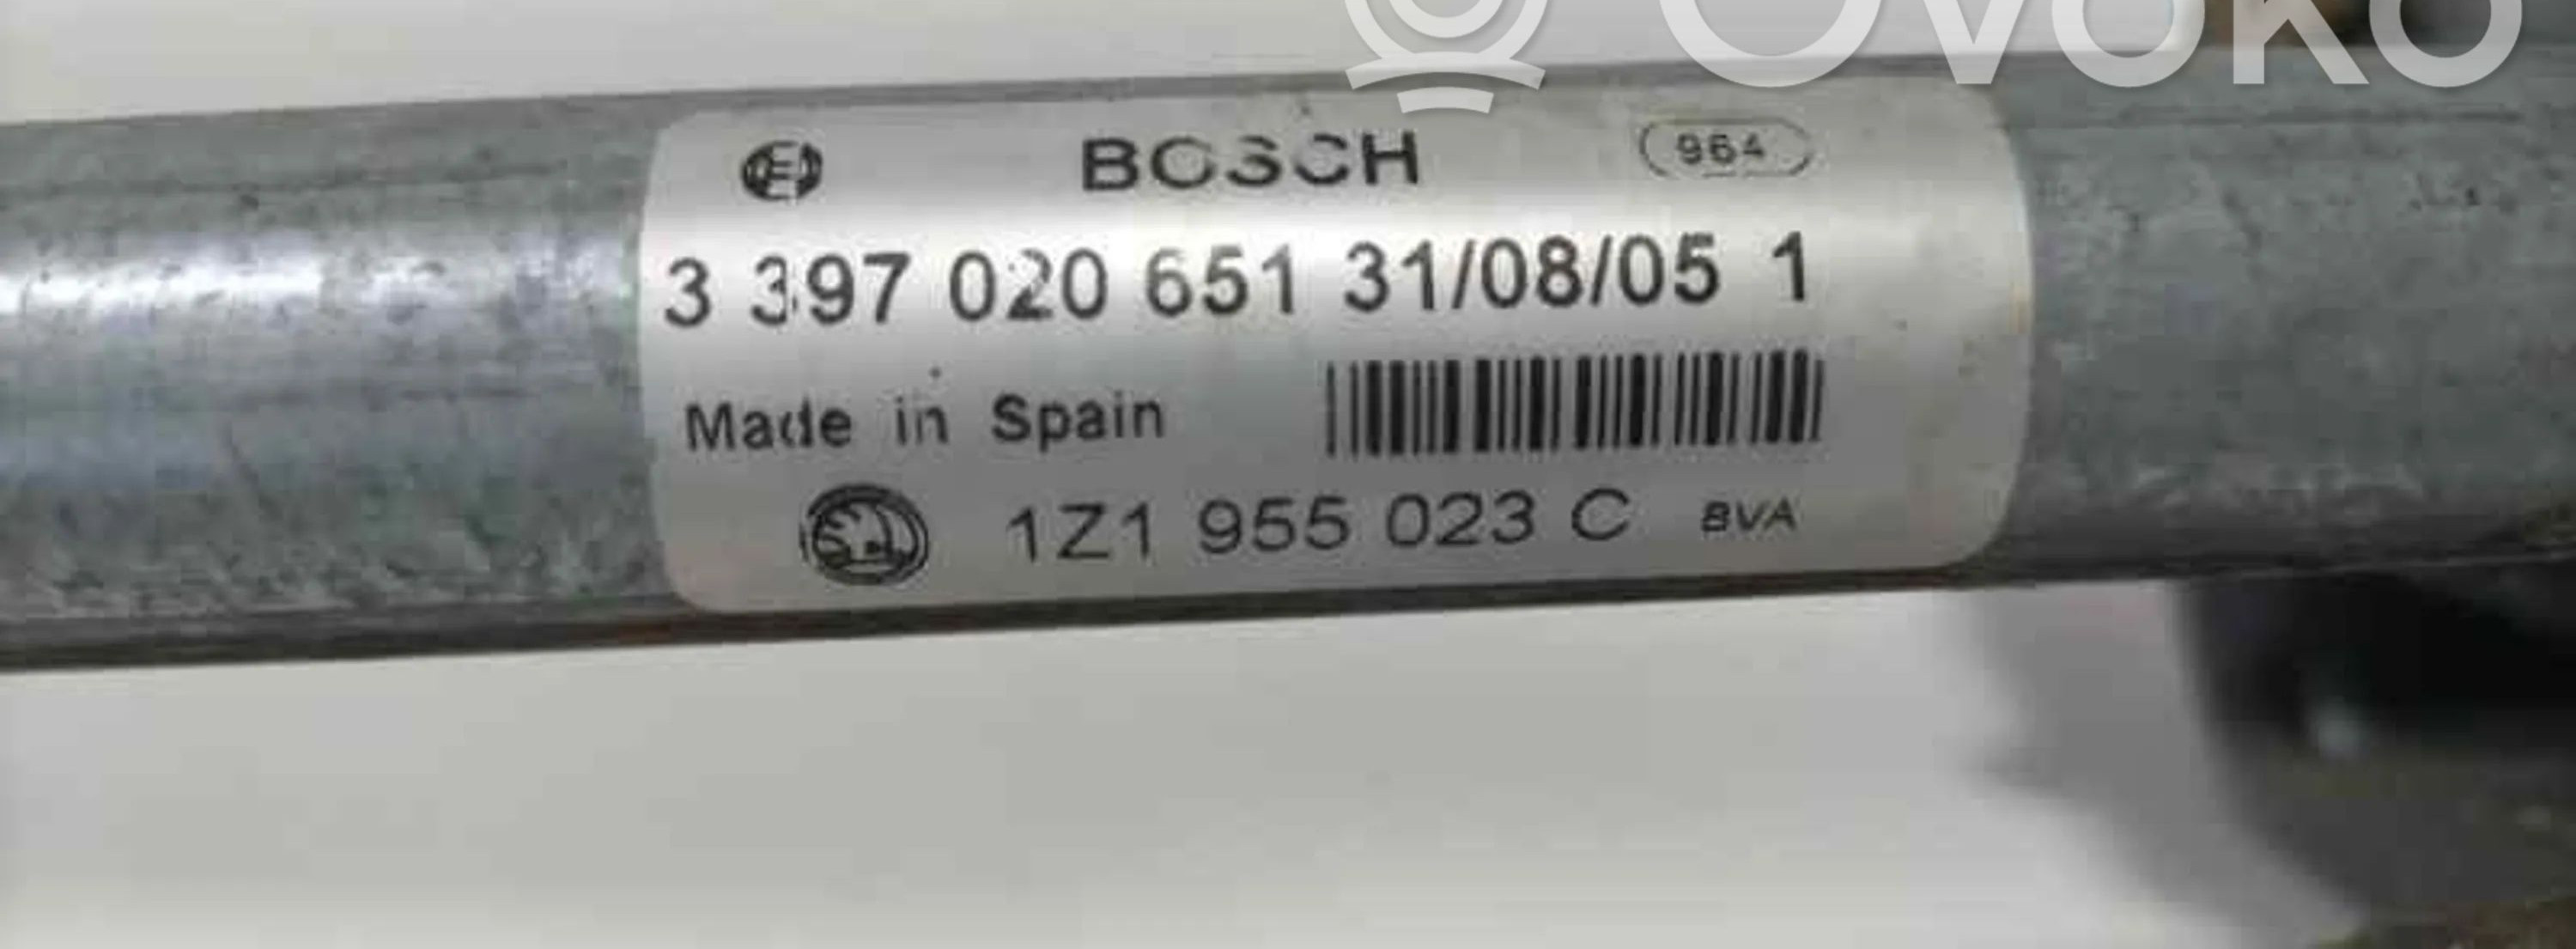 OVOKO
BOSCH 964
3 397 020 651 31/08/05 1
Made in Spain
1Z1 955 023 C BVA